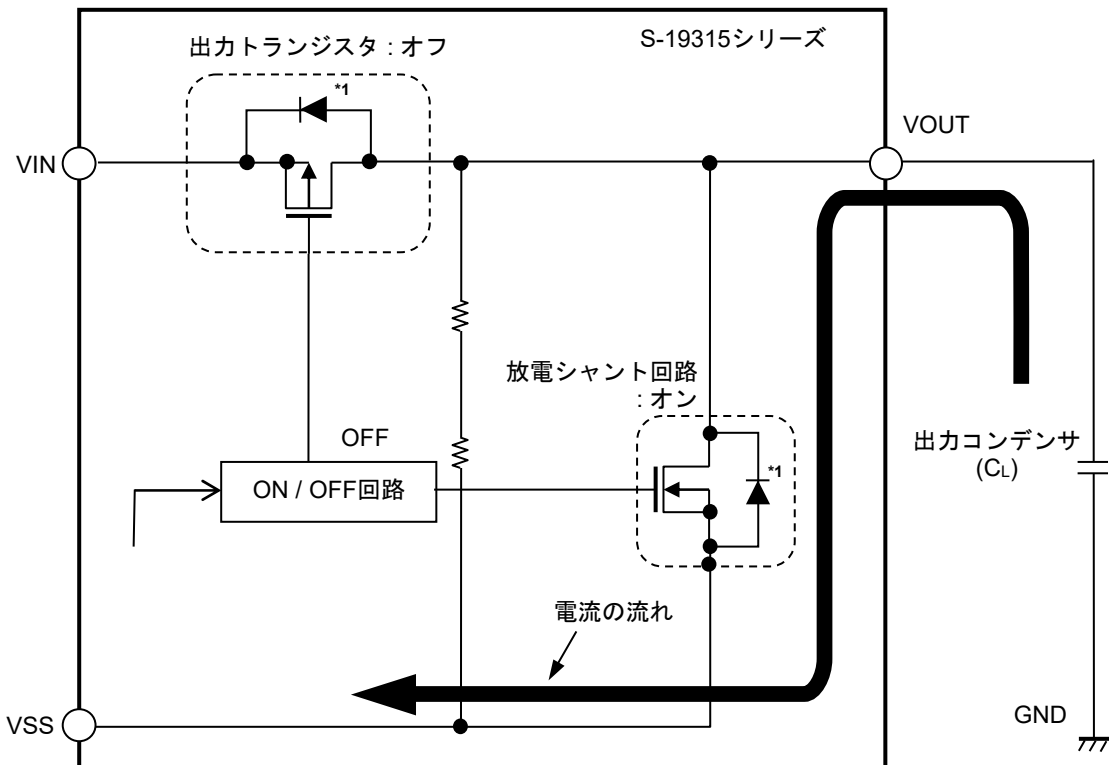 S-19315シリーズ
出力トランジスタ : オフ
*1
VOUT
VIN
放電シャント回路
: オン
OFF
ON / OFF回路
*1
出力コンデンサ
(CL)
電流の流れ
VSS
GND